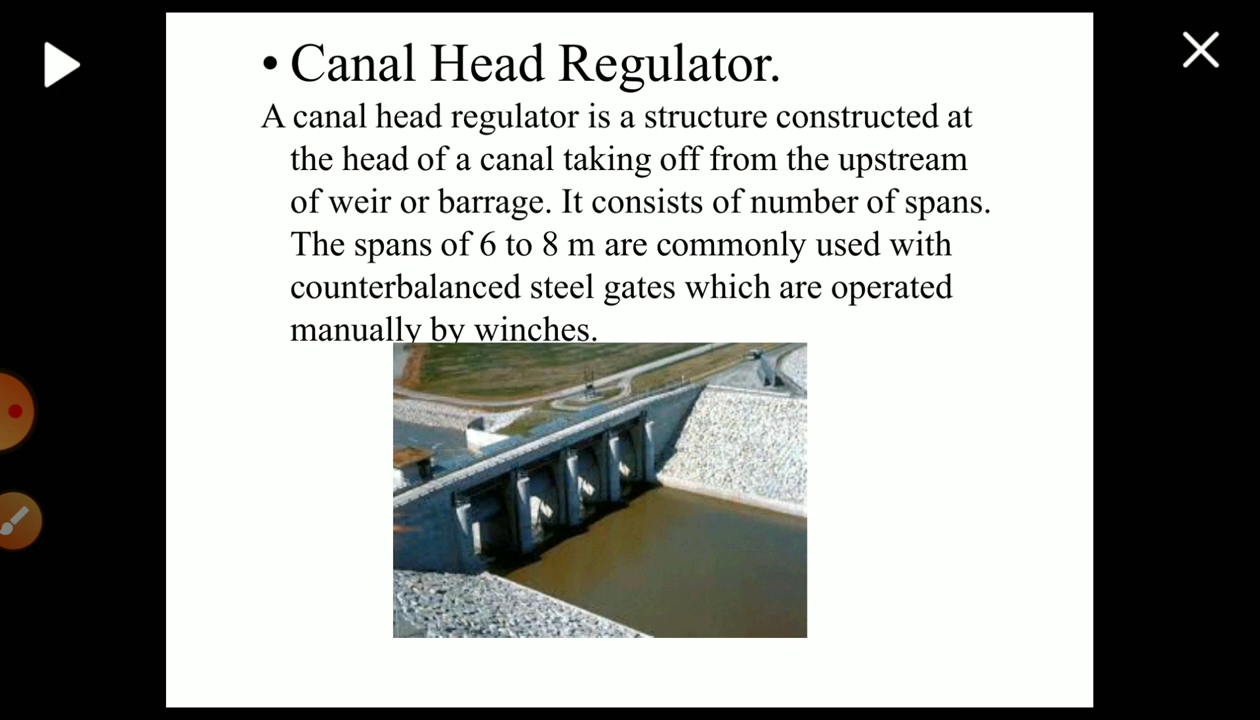 • Canal Head Regulator.
A canal head regulator is a structure constructed at
the head of a canal taking off from the upstream
of weir or barrage. It consists of number of spans.
The spans of 6 to 8 m are commonly used with
counterbalanced steel gates which are operated
manually by winches.